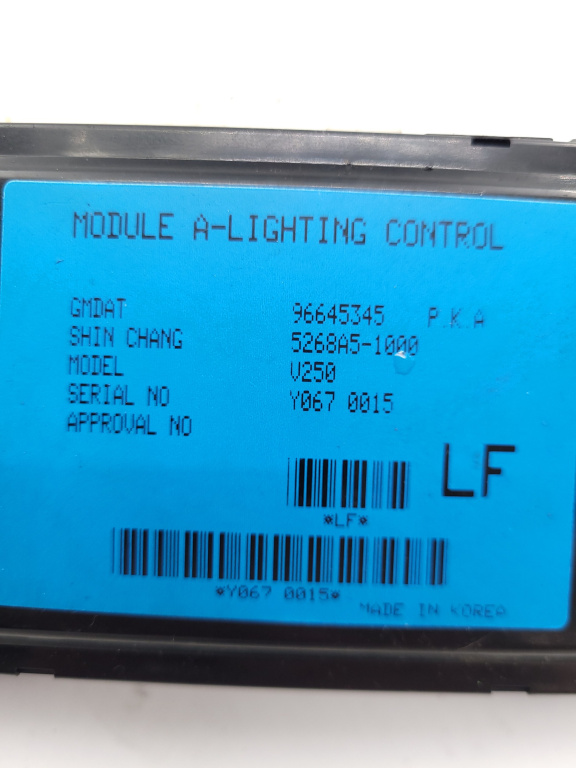 MODULE A-LIGHTING CONTROL
GMDAT 96645345 P.K.A
SHIN CHANG 5268A5-1000
MODEL V250
SERIAL NO Y067 0015
APPROVAL NO
LF
*LF*
*Y067 0015*
MADE IN KOREA